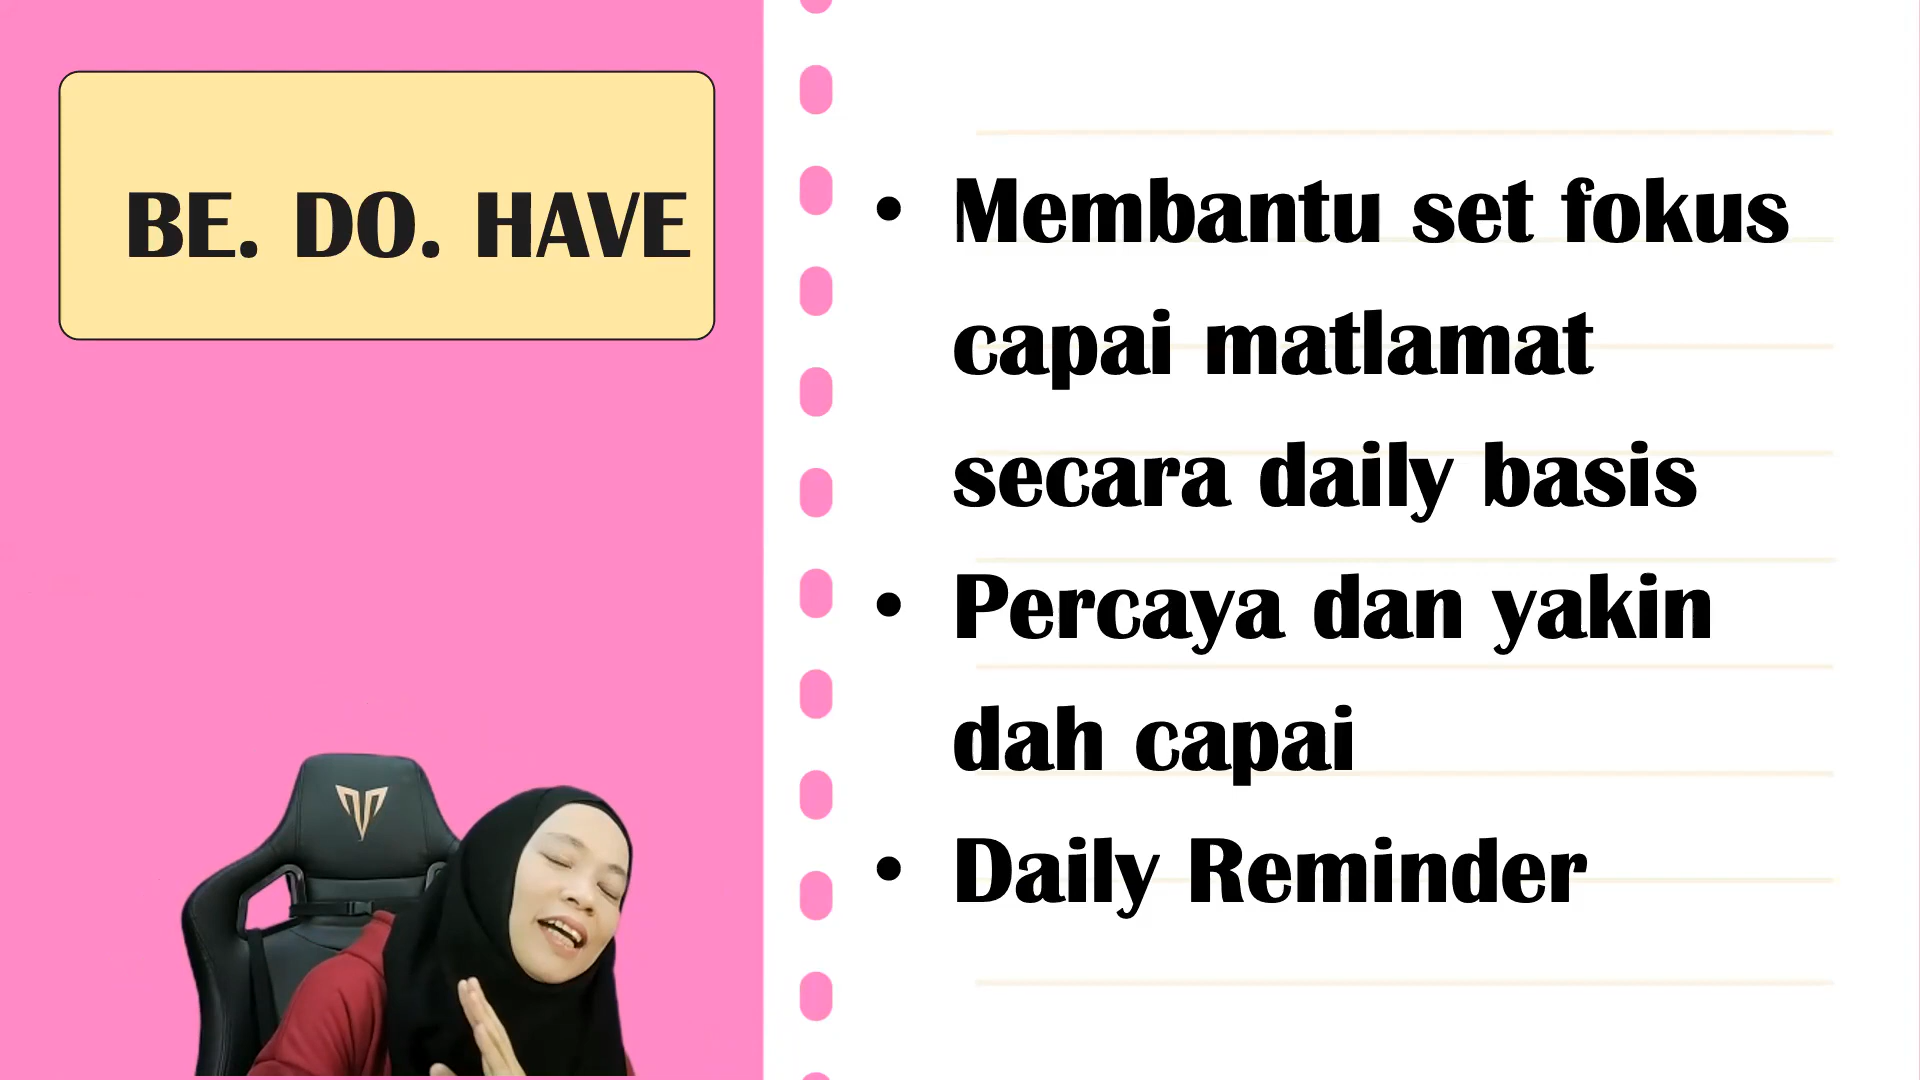 BE. DO. HAVE
• Membantu set fokus
capai matlamat
secara daily basis
• Percaya dan yakin
dah capai
• Daily Reminder